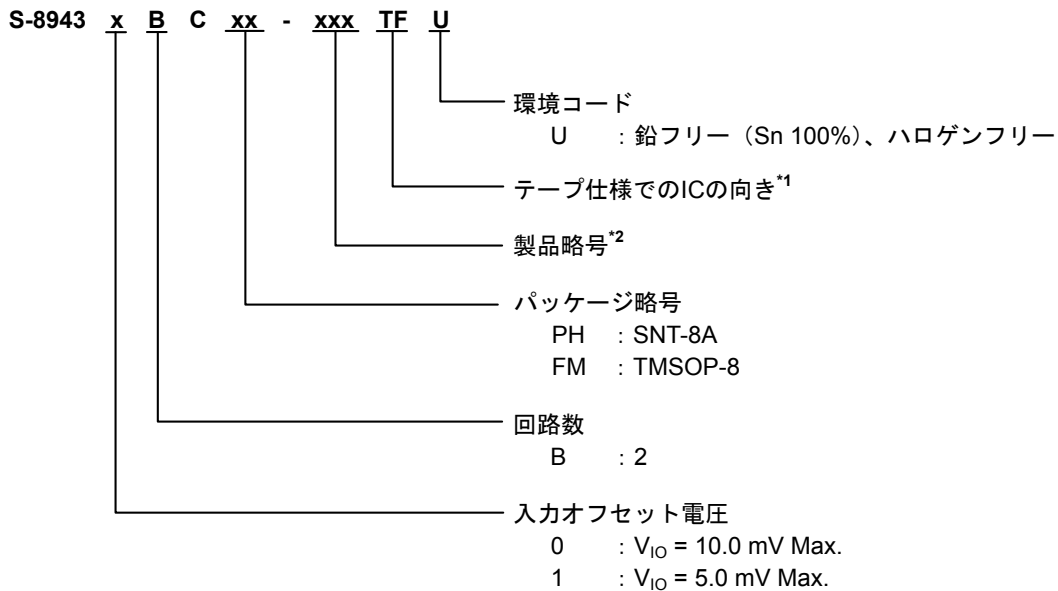 S-8943 x B C xx - xxx TF U
環境コード
U : 鉛フリー（Sn 100%）、ハロゲンフリー
テープ仕様でのICの向き*1
製品略号*2
パッケージ略号
PH : SNT-8A
FM : TMSOP-8
回路数
B : 2
入力オフセット電圧
0 : VIO = 10.0 mV Max.
1 : VIO = 5.0 mV Max.